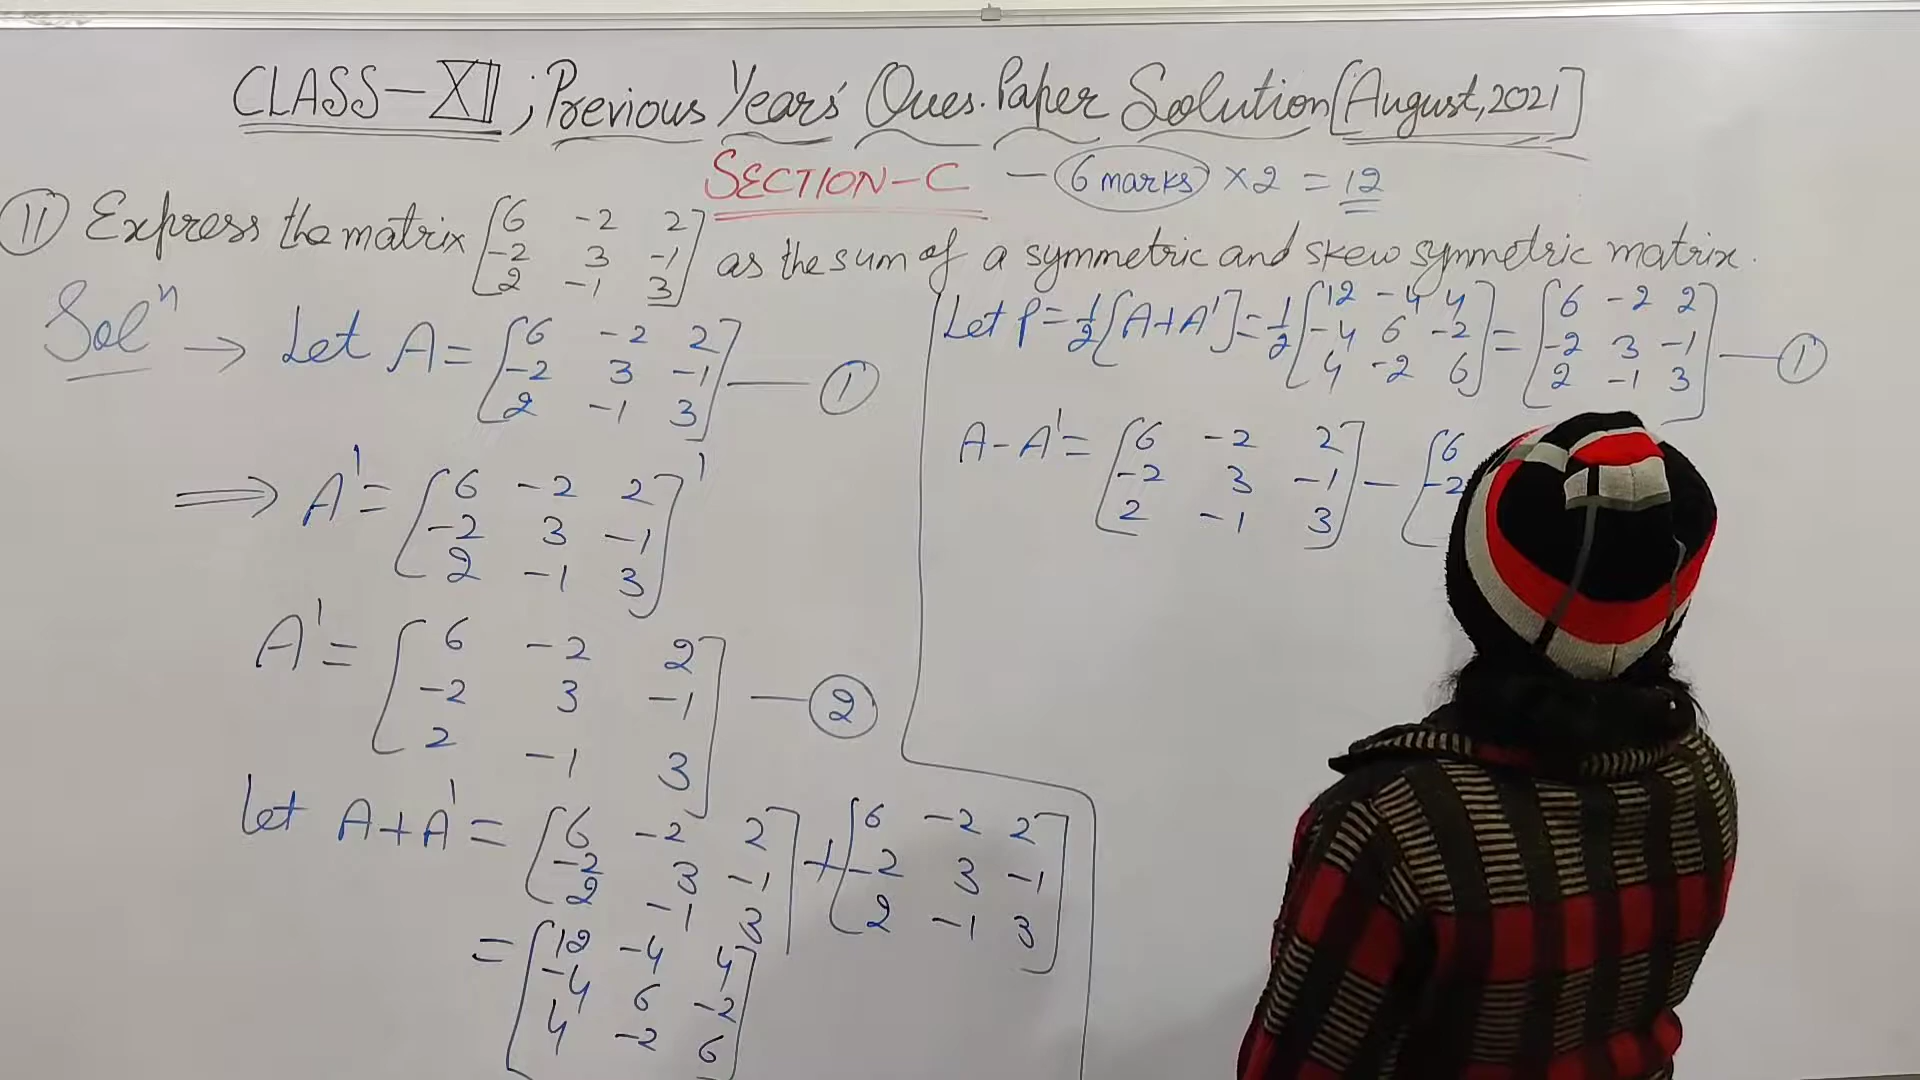 CLASS-XII; Previous Years' Ques. Paper Solution [August, 2021]
SECTION-C - 6 marks ×2 = 12
11 Express the matrix [6 -2 2
-2 3 -1
2 -1 3] as the sum of a symmetric and skew symmetric matrix.
Solⁿ → Let A = [6 -2 2
-2 3 -1
2 -1 3] — 1
⇒ A' = [6 -2 2
-2 3 -1
2 -1 3]'
A' = [6 -2 2
-2 3 -1
2 -1 3] — 2
Let A+A' = [6 -2 2
-2 3 -1
2 -1 3] + [6 -2 2
-2 3 -1
2 -1 3]
= [12 -4 4
-4 6 -2
4 -2 6]
Let P = 1/2 [A+A'] = 1/2 [12 -4 4
-4 6 -2
4 -2 6] = [6 -2 2
-2 3 -1
2 -1 3] — 1
A-A' = [6 -2 2
-2 3 -1
2 -1 3] - [6
-2